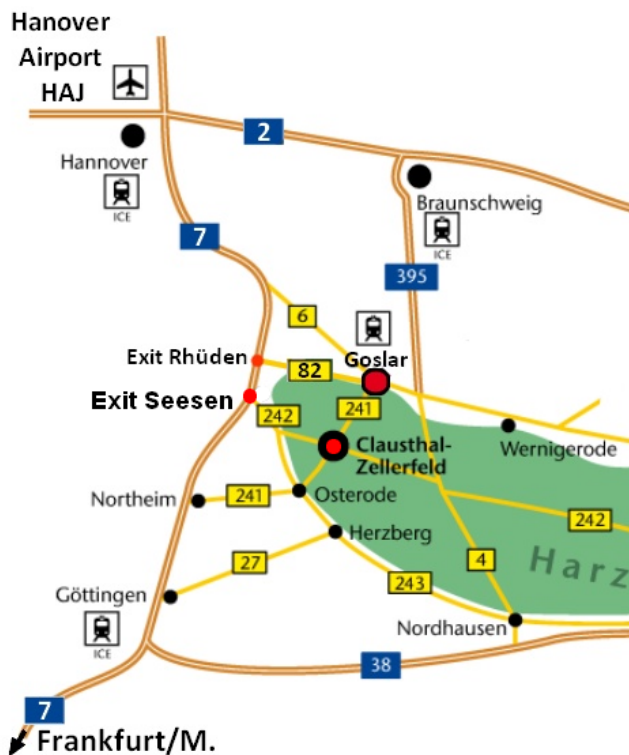 Hanover
Airport
HAJ
2
Hannover
ICE
Braunschweig
ICE
7
395
6
Exit Rhüden
82
Goslar
Exit Seesen
242
241
Clausthal-
Zellerfeld
Wernigerode
Northeim
241
Osterode
242
Herzberg
27
4
Harz
Göttingen
243
ICE
Nordhausen
38
7
Frankfurt/M.